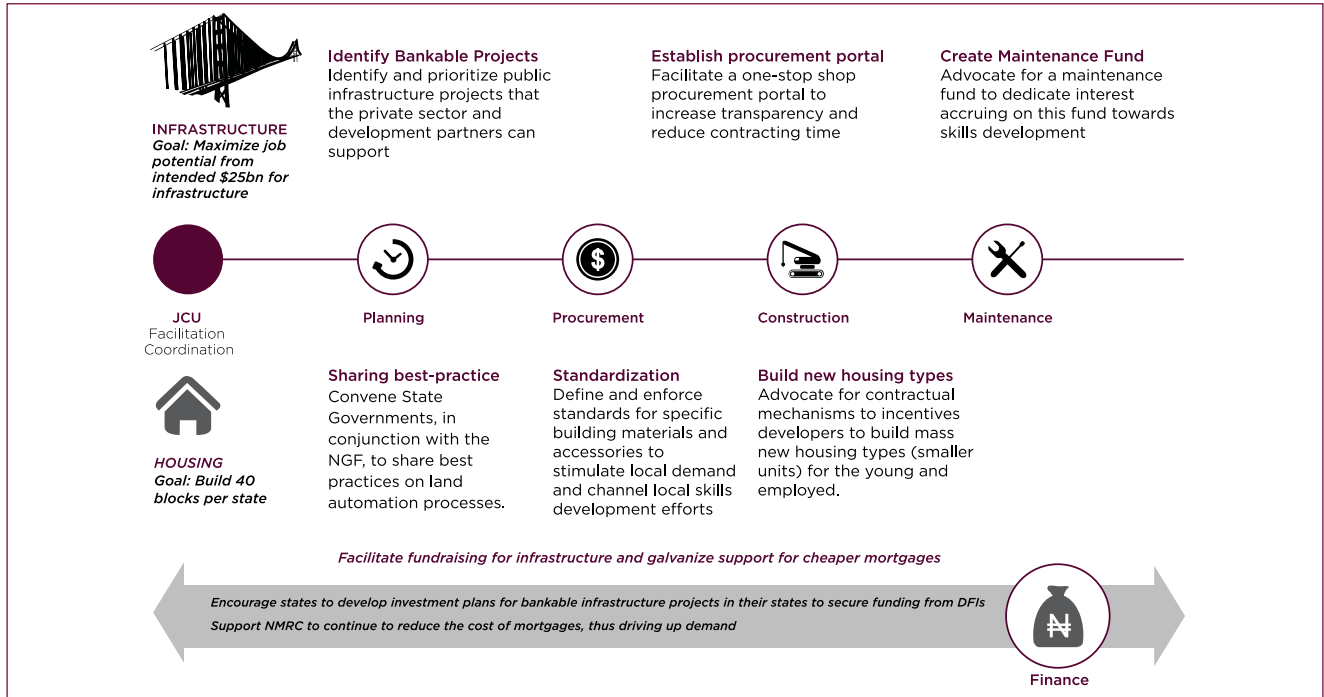 INFRASTRUCTURE
Goal: Maximize job
potential from
intended $25bn for
infrastructure
Identify Bankable Projects
Identify and prioritize public
infrastructure projects that
the private sector and
development partners can
support
Establish procurement portal
Facilitate a one-stop shop
procurement portal to
increase transparency and
reduce contracting time
Create Maintenance Fund
Advocate for a maintenance
fund to dedicate interest
accruing on this fund towards
skills development
$
JCU
Facilitation
Coordination
Planning
Procurement
Construction
Maintenance
HOUSING
Goal: Build 40
blocks per state
Sharing best-practice
Convene State
Governments, in
conjunction with the
NGF, to share best
practices on land
automation processes.
Standardization
Define and enforce
standards for specific
building materials and
accessories to
stimulate local demand
and channel local skills
development efforts
Build new housing types
Advocate for contractual
mechanisms to incentives
developers to build mass
new housing types (smaller
units) for the young and
employed.
Facilitate fundraising for infrastructure and galvanize support for cheaper mortgages
Encourage states to develop investment plans for bankable infrastructure projects in their states to secure funding from DFIs
Support NMRC to continue to reduce the cost of mortgages, thus driving up demand
₦
Finance